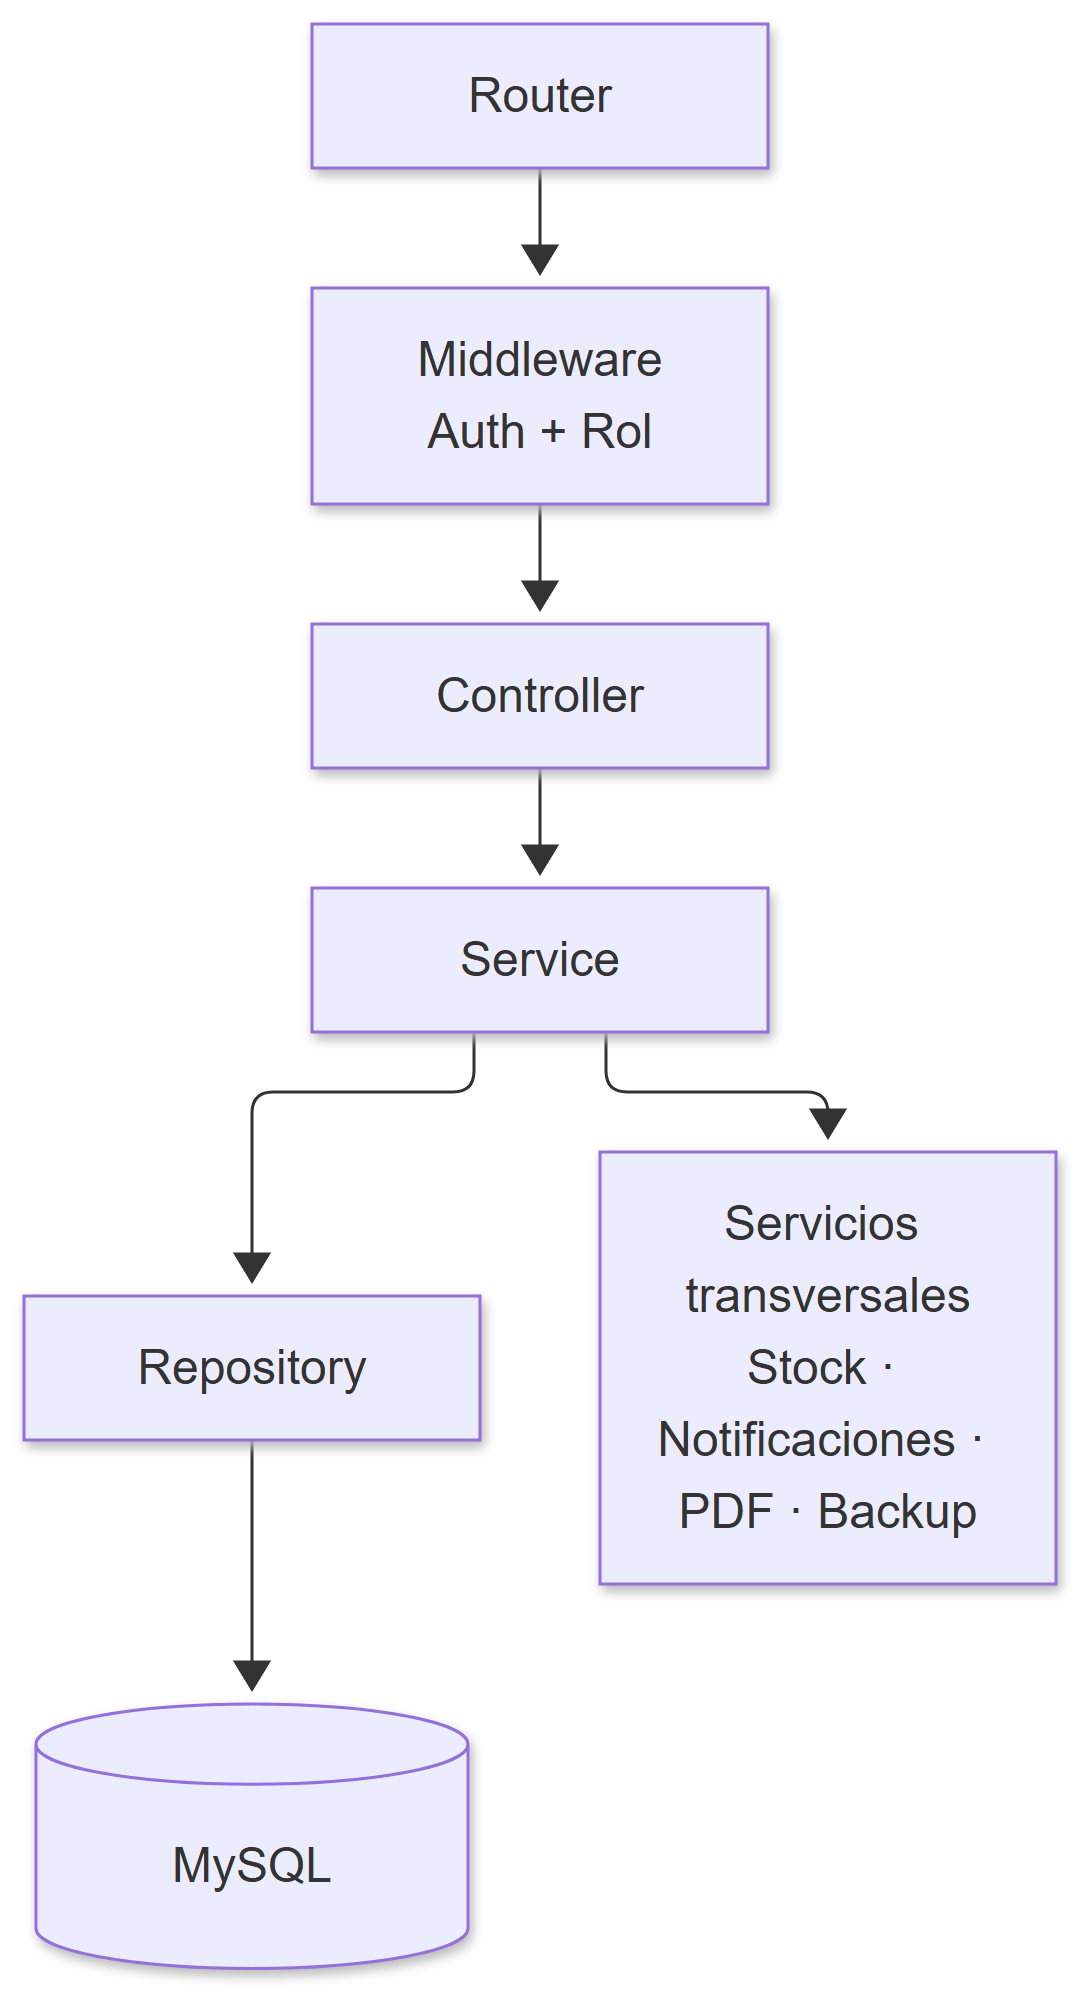 Router
Middleware
Auth + Rol
Controller
Service
Servicios
transversales
Stock ·
Notificaciones ·
PDF · Backup
Repository
MySQL